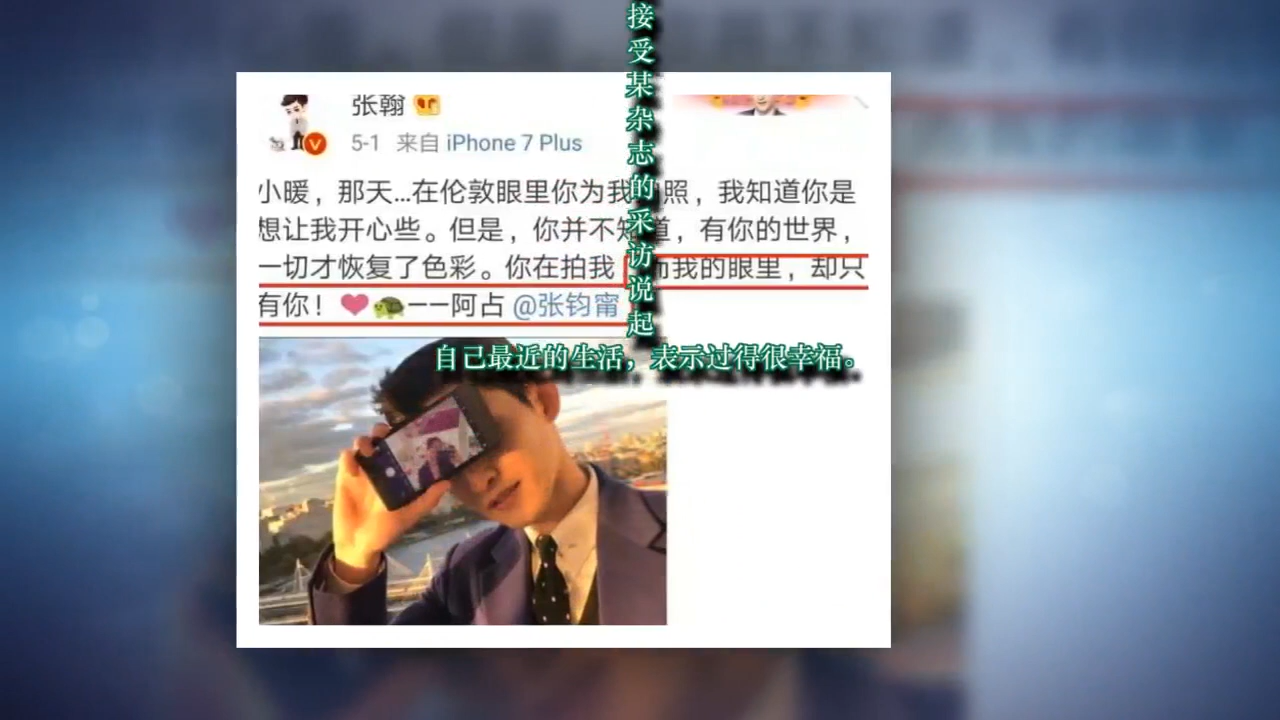 接受某杂志的采访说起
张翰
5-1 来自 iPhone 7 Plus
小暖，那天...在伦敦眼里你为我 照，我知道你是
想让我开心些。但是，你并不知道，有你的世界，
一切才恢复了色彩。你在拍我 而我的眼里，却只
有你！——阿占 @张钧甯
自己最近的生活，表示过得很幸福。